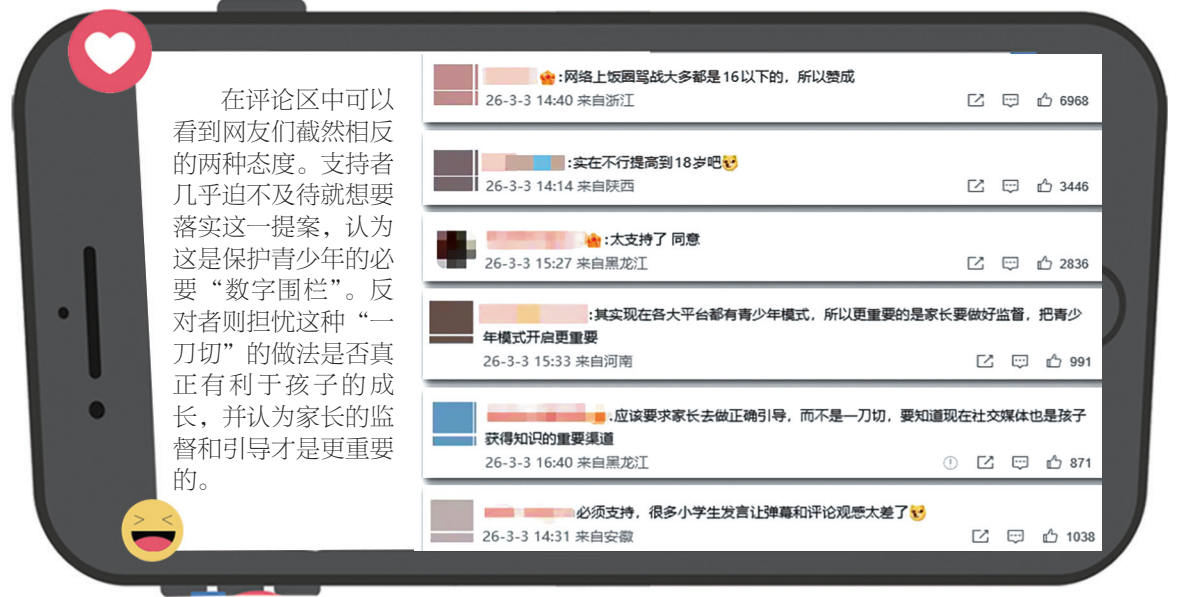 在评论区中可以
看到网友们截然相反
的两种态度。支持者
几乎迫不及待就想要
落实这一提案，认为
这是保护青少年的必
要“数字围栏”。反
对者则担忧这种“一
刀切”的做法是否真
正有利于孩子的成
长，并认为家长的监
督和引导才是更重要
的。
:网络上饭圈骂战大多都是16以下的，所以赞成
26-3-3 14:40 来自浙江 6968
:实在不行提高到18岁吧
26-3-3 14:14 来自陕西 3446
:太支持了 同意
26-3-3 15:27 来自黑龙江 2836
:其实现在各大平台都有青少年模式，所以更重要的是家长要做好监督，把青少
年模式开启更重要
26-3-3 15:33 来自河南 991
:应该要求家长去做正确引导，而不是一刀切，要知道现在社交媒体也是孩子
获得知识的重要渠道
26-3-3 16:40 来自黑龙江 871
必须支持，很多小学生发言让弹幕和评论观感太差了
26-3-3 14:31 来自安徽 1038